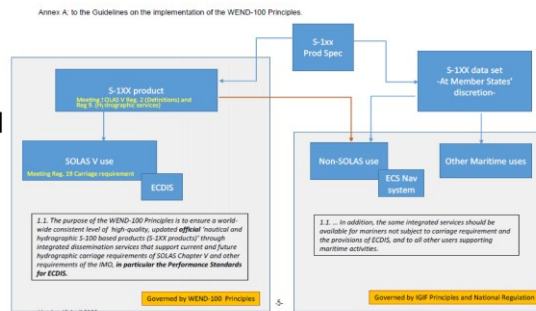 Annex A: to the Guidelines on the implementation of the WEND-100 Principles.
S-1xx
Prod Spec
S-1XX product
Meeting SOLAS V Reg. 2 (Definitions) and
Reg 9. (Hydrographic services)
S-1XX data set
-At Member States'
discretion-
SOLAS V use
Meeting Reg. 19 Carriage requirement
ECDIS
Non-SOLAS use
ECS Nav
system
Other Maritime uses
1.1. The purpose of the WEND-100 Principles is to ensure a world-
wide consistent level of high-quality, updated official 'nautical and
hydrographic S-100 based products (S-1XX products)' through
integrated dissemination services that support current and future
hydrographic carriage requirements of SOLAS Chapter V and other
requirements of the IMO, in particular the Performance Standards
for ECDIS.
1.1. ... In addition, the same integrated services should be
available for mariners not subject to carriage requirement and
the provisions of ECDIS, and to all other users supporting
maritime activities.
Governed by WEND-100 Principles
-5-
Governed by IGIF Principles and National Regulation